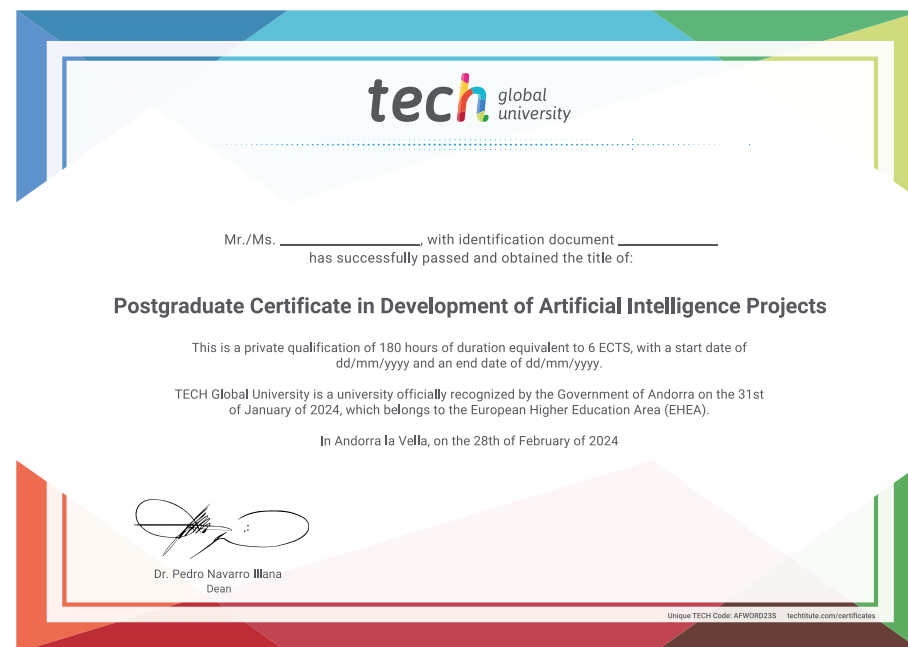 tech global university
Mr./Ms. ____________________, with identification document ______________
has successfully passed and obtained the title of:
Postgraduate Certificate in Development of Artificial Intelligence Projects
This is a private qualification of 180 hours of duration equivalent to 6 ECTS, with a start date of
dd/mm/yyyy and an end date of dd/mm/yyyy.
TECH Global University is a university officially recognized by the Government of Andorra on the 31st
of January of 2024, which belongs to the European Higher Education Area (EHEA).
In Andorra la Vella, on the 28th of February of 2024
Dr. Pedro Navarro Illana
Dean
Unique TECH Code: AFWORD23S techtitute.com/certificates